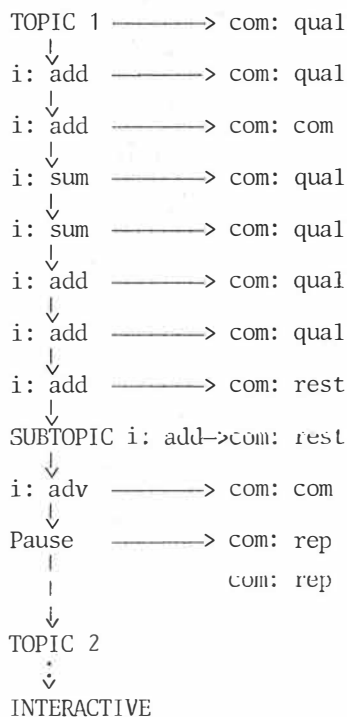 TOPIC 1 ———> com: qual
i: add ———> com: qual
i: add ———> com: com
i: sum ———> com: qual
i: sum ———> com: qual
i: add ———> com: qual
i: add ———> com: qual
i: add ———> com: rest
SUBTOPIC i: add—>com: rest
i: adv ———> com: com
Pause ———> com: rep
com: rep
TOPIC 2
INTERACTIVE